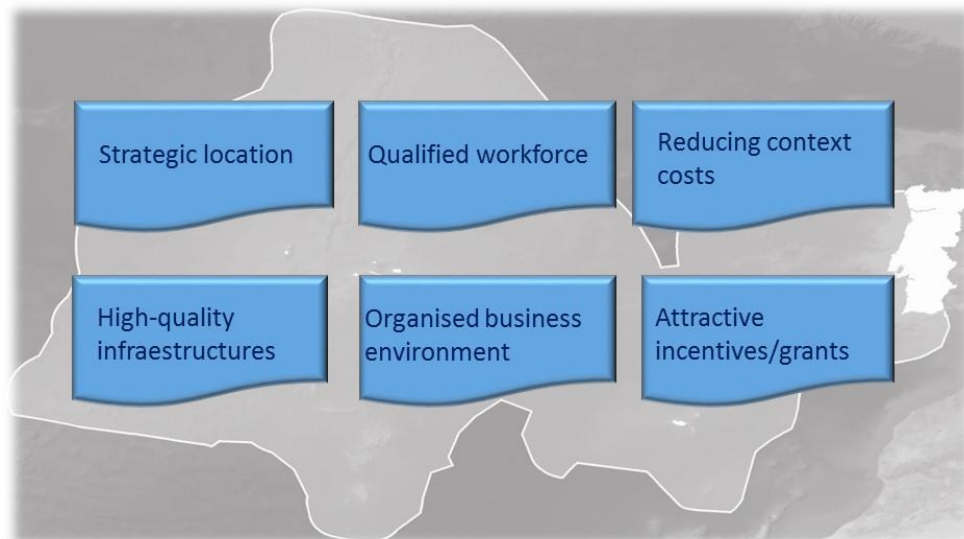 Strategic location
Qualified workforce
Reducing context
costs
High-quality
infraestructures
Organised business
environment
Attractive
incentives/grants